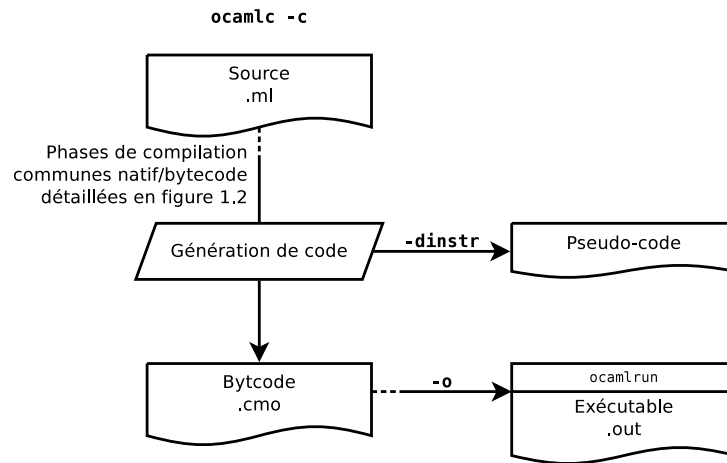 ocamlc -c
Source
.ml
Phases de compilation
communes natif/bytecode
détaillées en figure 1.2
Génération de code
-dinstr
Pseudo-code
Bytcode
.cmo
-o
ocamlrun
Exécutable
.out